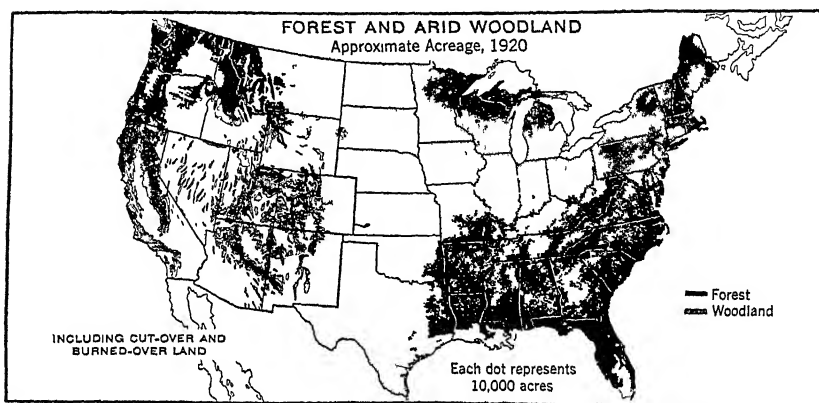 FOREST AND ARID WOODLAND
Approximate Acreage, 1920
Forest
Woodland
INCLUDING CUT-OVER AND
BURNED-OVER LAND
Each dot represents
10,000 acres